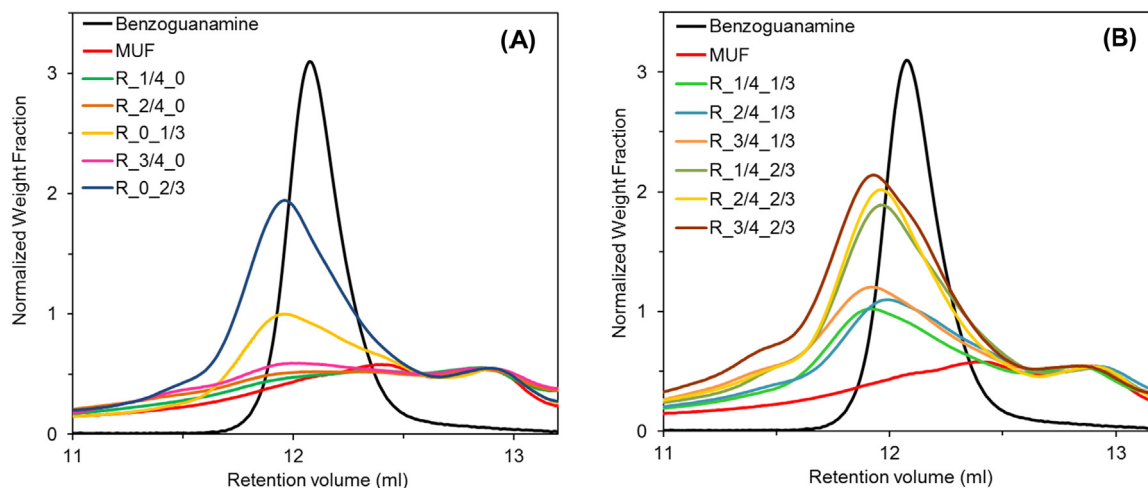 Benzoguanamine
MUF
R_1/4_0
R_2/4_0
R_0_1/3
R_3/4_0
R_0_2/3
(A)
Normalized Weight Fraction
3
2
1
0
11
12
13
Retention volume (ml)
Benzoguanamine
MUF
R_1/4_1/3
R_2/4_1/3
R_3/4_1/3
R_1/4_2/3
R_2/4_2/3
R_3/4_2/3
(B)
Normalized Weight Fraction
3
2
1
0
11
12
13
Retention volume (ml)